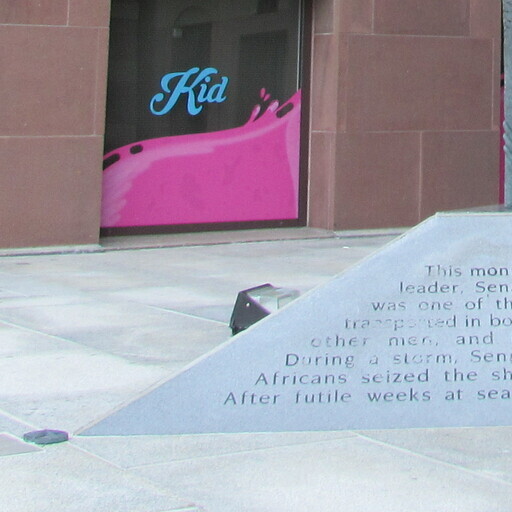 Kid
This mon
leader, Sen
was one of th
transported in bo
other men, and
During a storm, Seng
Africans seized the sh
After futile weeks at sea